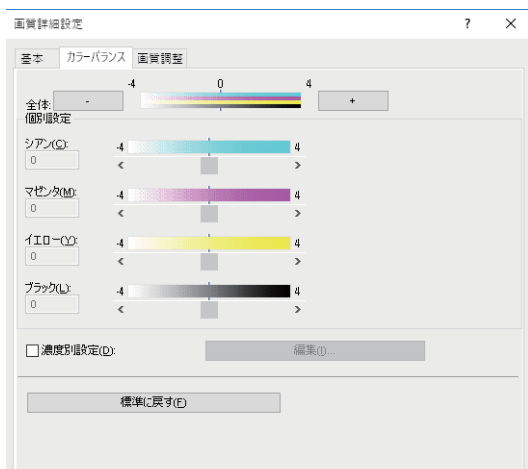 画質詳細設定 ? ×
基本 カラーバランス 画質調整
-4 0 4
全体: - +
個別設定
シアン(C):
0 -4 4
< >
マゼンタ(M):
0 -4 4
< >
イエロー(Y):
0 -4 4
< >
ブラック(L):
0 -4 4
< >
濃度別設定(D): 編集(I)...
標準に戻す(F)